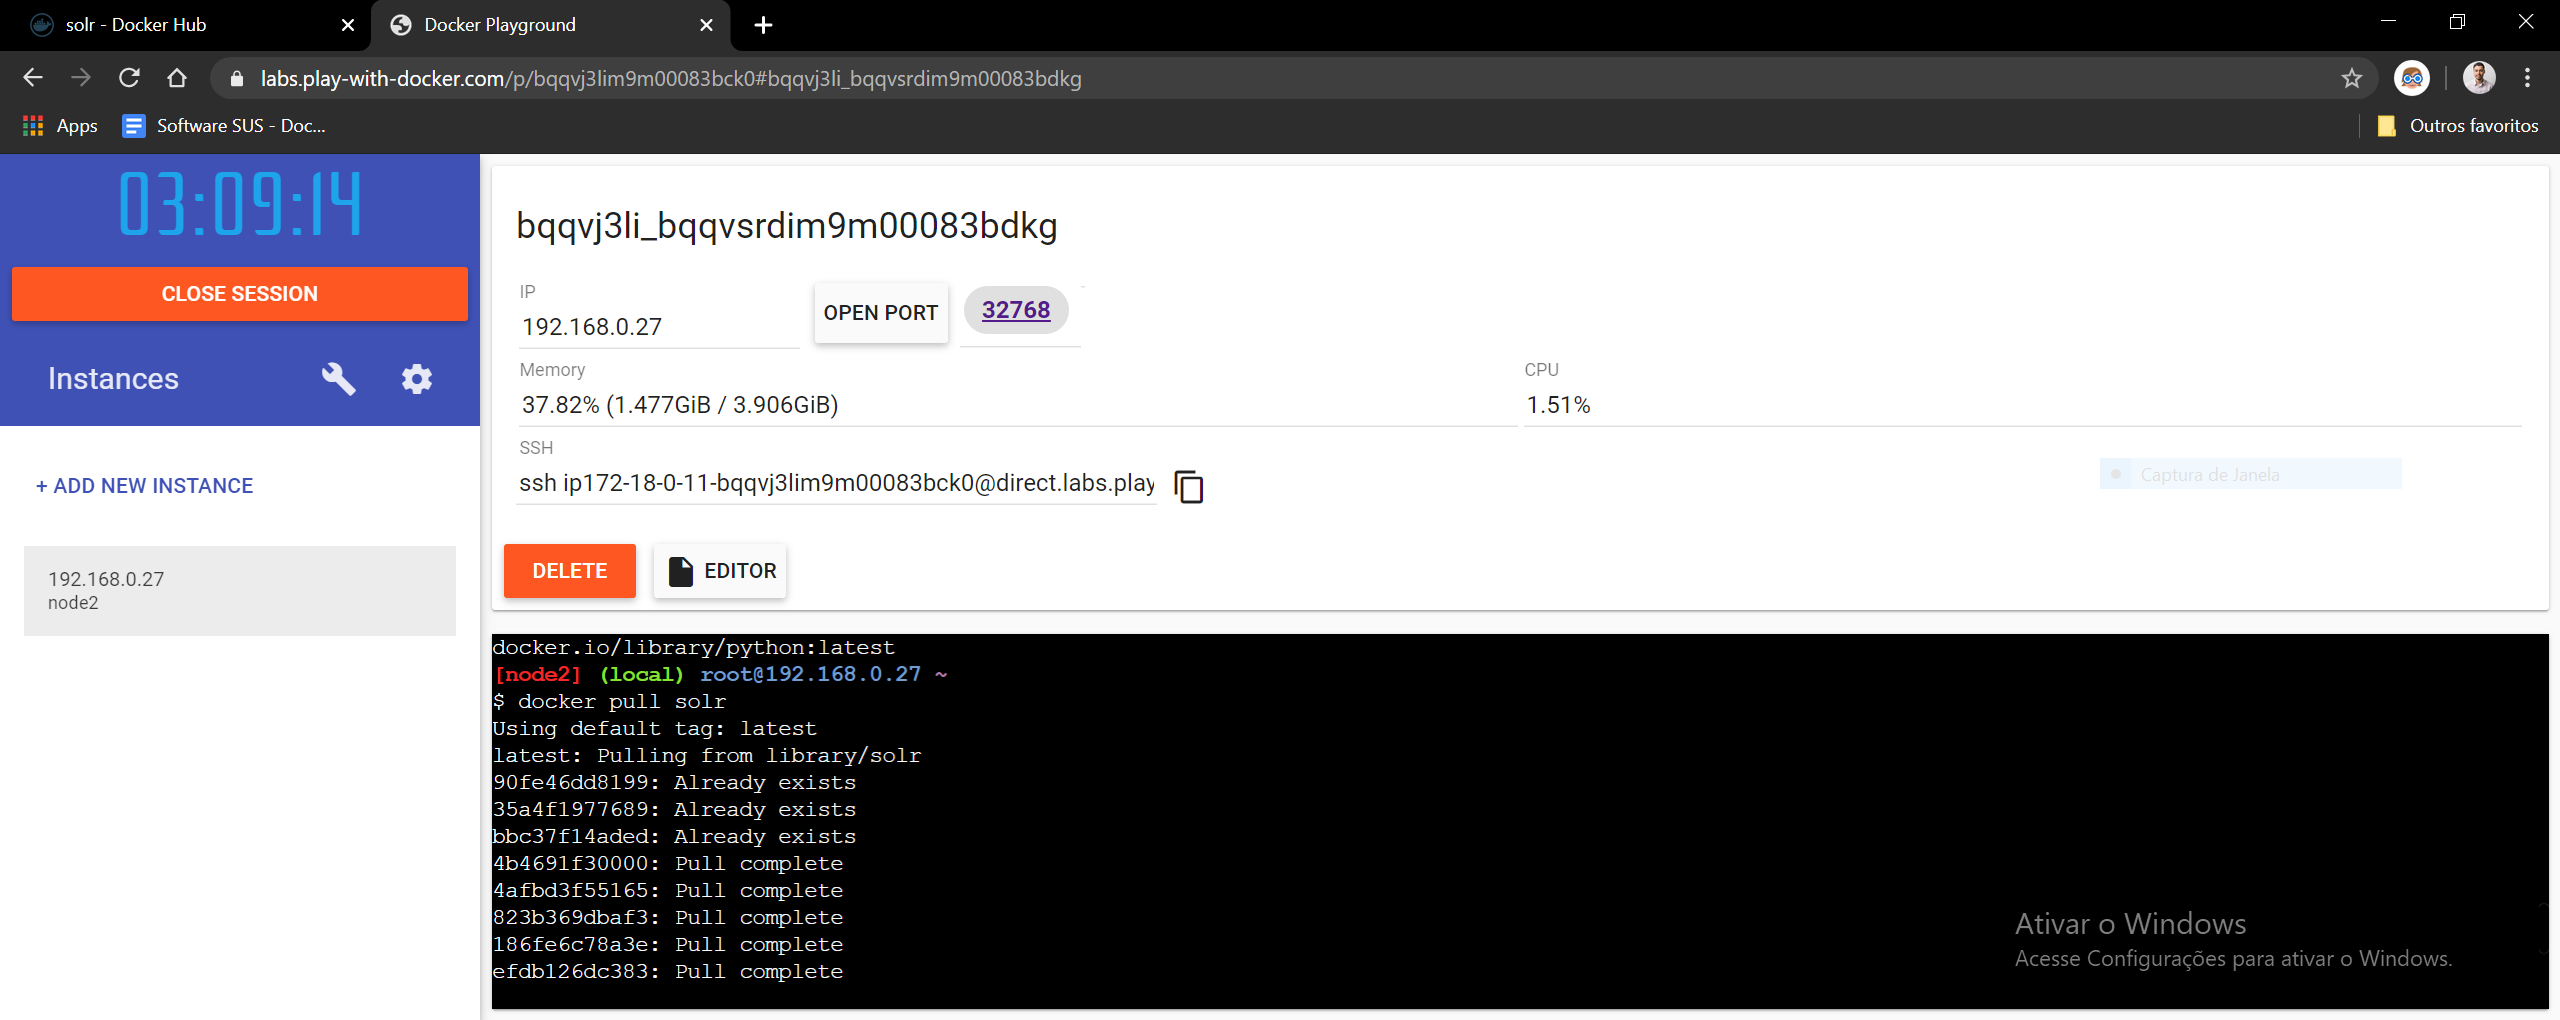 solr - Docker Hub
Docker Playground
labs.play-with-docker.com/p/bqqvj3lim9m00083bck0#bqqvj3li_bqqvsrdim9m00083bdkg
Apps
Software SUS - Doc...
Outros favoritos
03:09:14
CLOSE SESSION
Instances
+ ADD NEW INSTANCE
192.168.0.27
node2
bqqvj3li_bqqvsrdim9m00083bdkg
IP
192.168.0.27
OPEN PORT
32768
Memory
37.82% (1.477GiB / 3.906GiB)
CPU
1.51%
SSH
ssh ip172-18-0-11-bqqvj3lim9m00083bck0@direct.labs.play
Captura de Janela
DELETE
EDITOR
docker.io/library/python:latest
[node2] (local) root@192.168.0.27 ~
$ docker pull solr
Using default tag: latest
latest: Pulling from library/solr
90fe46dd8199: Already exists
35a4f1977689: Already exists
bbc37f14aded: Already exists
4b4691f30000: Pull complete
4afbd3f55165: Pull complete
823b369dbaf3: Pull complete
186fe6c78a3e: Pull complete
efdb126dc383: Pull complete
Ativar o Windows
Acesse Configurações para ativar o Windows.